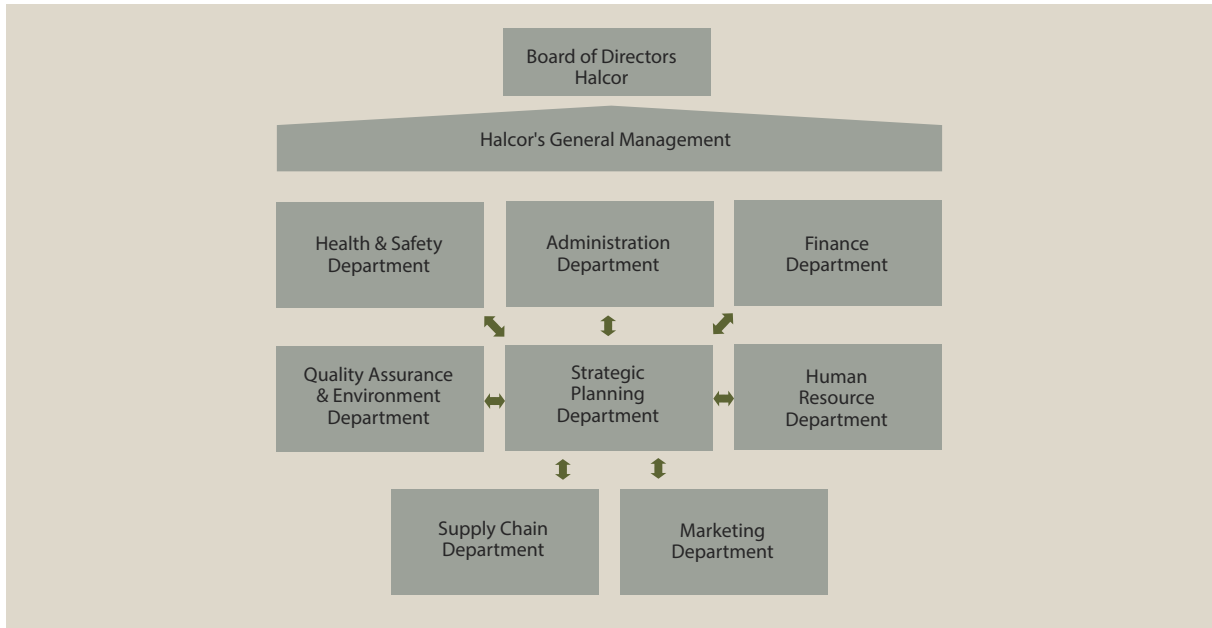 Board of Directors
Halcor
Halcor's General Management
Health & Safety
Department
Administration
Department
Finance
Department
Quality Assurance
& Environment
Department
Strategic
Planning
Department
Human
Resource
Department
Supply Chain
Department
Marketing
Department